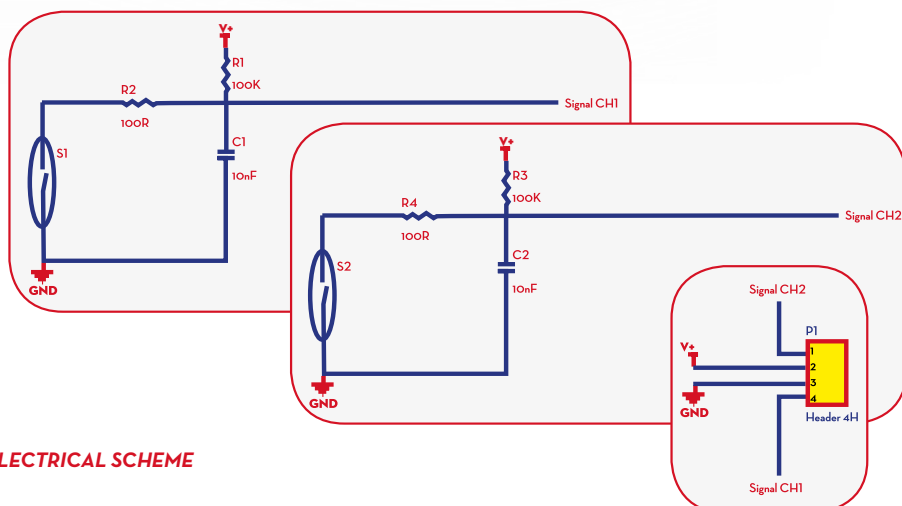 V+
R1
100K
R2
100R
Signal CH1
S1
C1
10nF
GND
V+
R3
100K
R4
100R
Signal CH2
S2
C2
10nF
GND
Signal CH2
P1
V+
1
2
3
4
GND
Header 4H
Signal CH1
LECTRICAL SCHEME